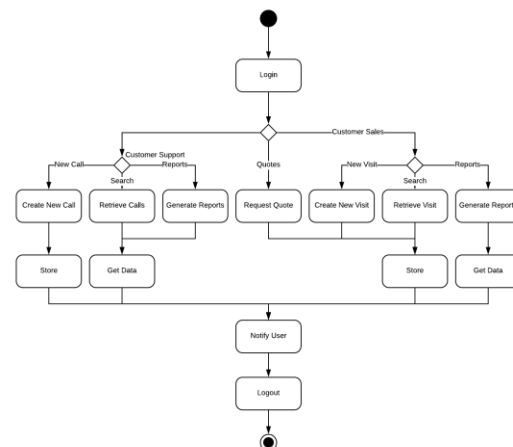 Login
Customer Sales
Customer Support
New Call
Reports
Quotes
New Visit
Reports
Search
Search
Create New Call
Retrieve Calls
Generate Reports
Request Quote
Create New Visit
Retrieve Visit
Generate Report
Store
Get Data
Store
Get Data
Notify User
Logout